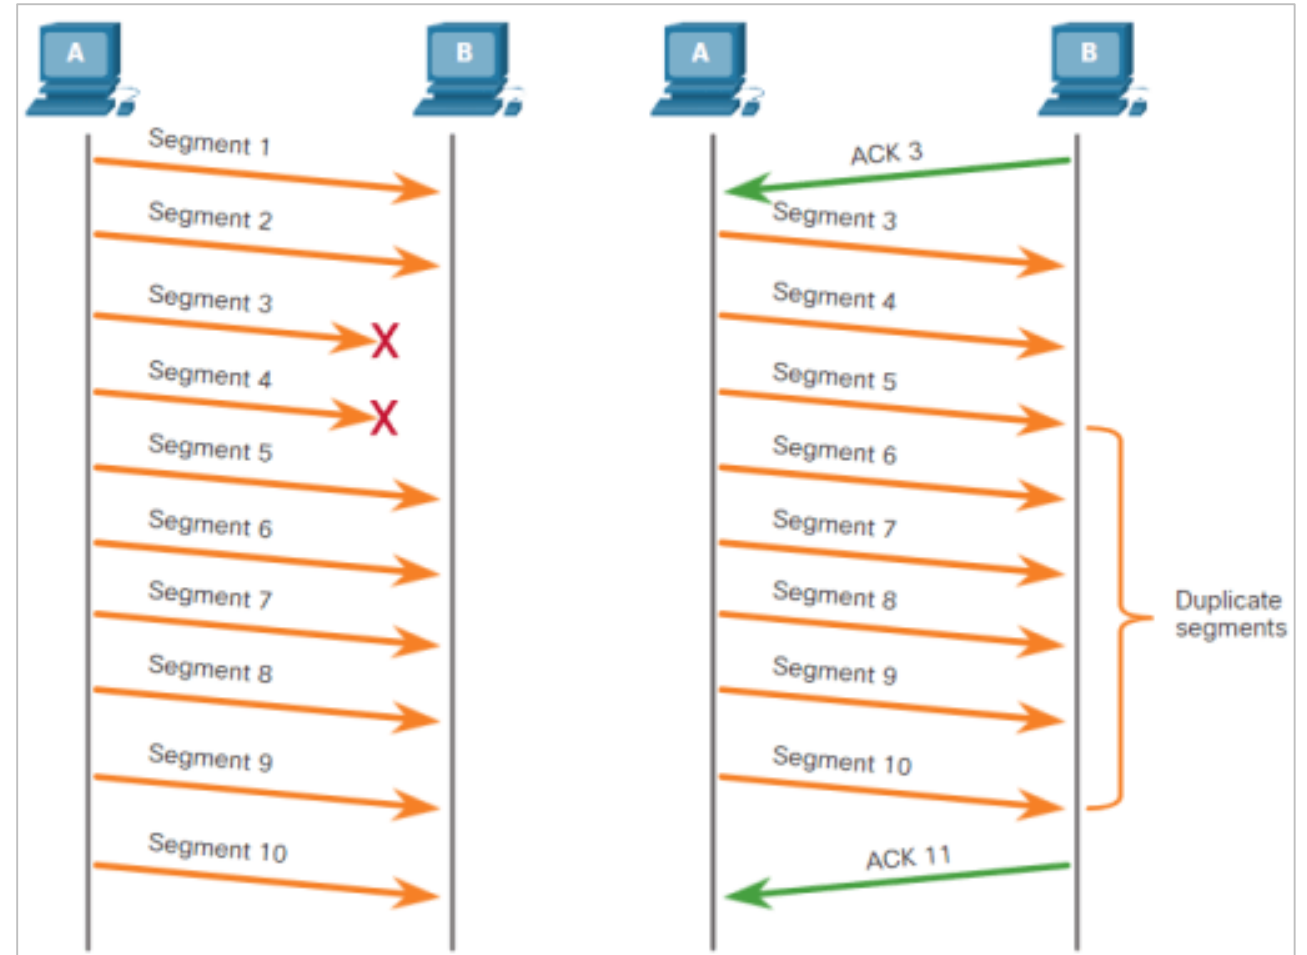 A
B
Segment 1
Segment 2
Segment 3
X
Segment 4
X
Segment 5
Segment 6
Segment 7
Segment 8
Segment 9
Segment 10
A
B
ACK 3
Segment 3
Segment 4
Segment 5
Segment 6
Segment 7
Segment 8
Segment 9
Segment 10
Duplicate
segments
ACK 11